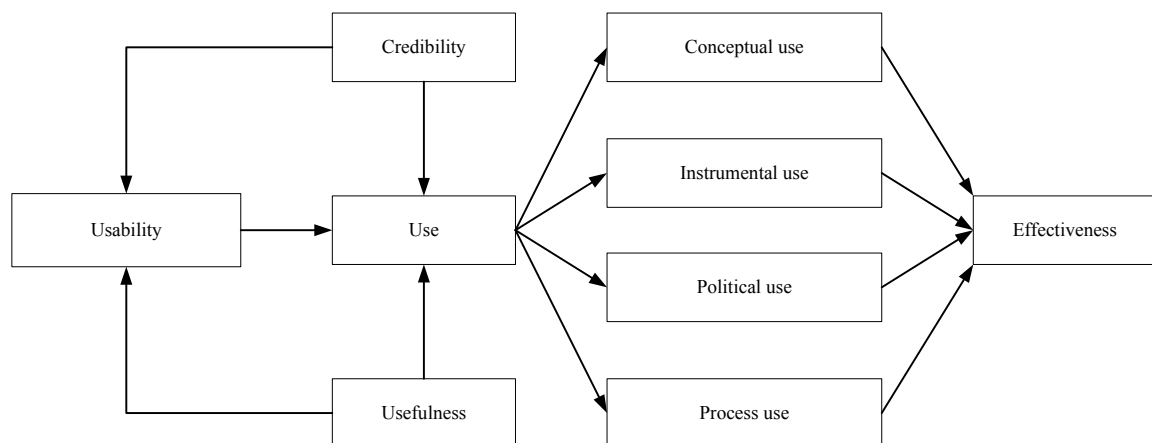 Credibility
Conceptual use
Instrumental use
Usability
Use
Effectiveness
Political use
Usefulness
Process use